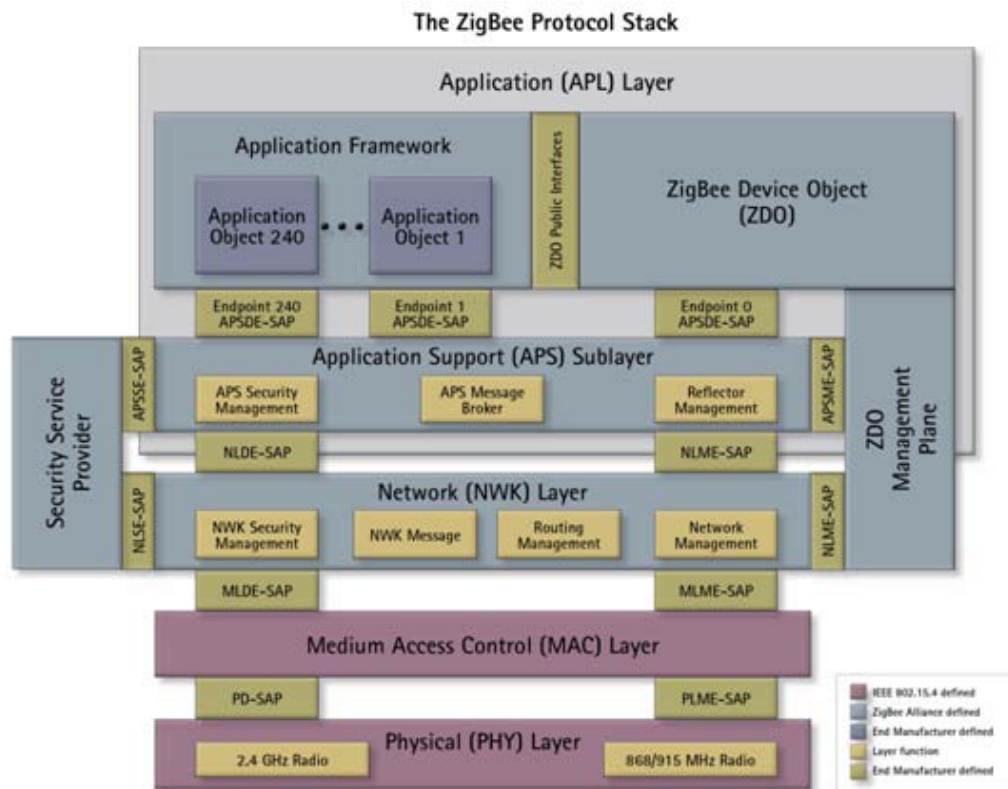 The ZigBee Protocol Stack
Application (APL) Layer
Application Framework
Application
Object 240
Application
Object 1
ZDO Public Interfaces
ZigBee Device Object
(ZDO)
Endpoint 240
APSDE-SAP
Endpoint 1
APSDE-SAP
Endpoint 0
APSDE-SAP
Security Service
Provider
APSSE-SAP
Application Support (APS) Sublayer
APS Security
Management
APS Message
Broker
Reflector
Management
APSME-SAP
ZDO
Management
Plane
NLDE-SAP
NLME-SAP
NLSE-SAP
Network (NWK) Layer
NWK Security
Management
NWK Message
Routing
Management
Network
Management
NLME-SAP
MLDE-SAP
MLME-SAP
Medium Access Control (MAC) Layer
PD-SAP
PLME-SAP
Physical (PHY) Layer
2.4 GHz Radio
868/915 MHz Radio
IEEE 802.15.4 defined
ZigBee Alliance defined
End Manufacturer defined
Layer function
End Manufacturer defined